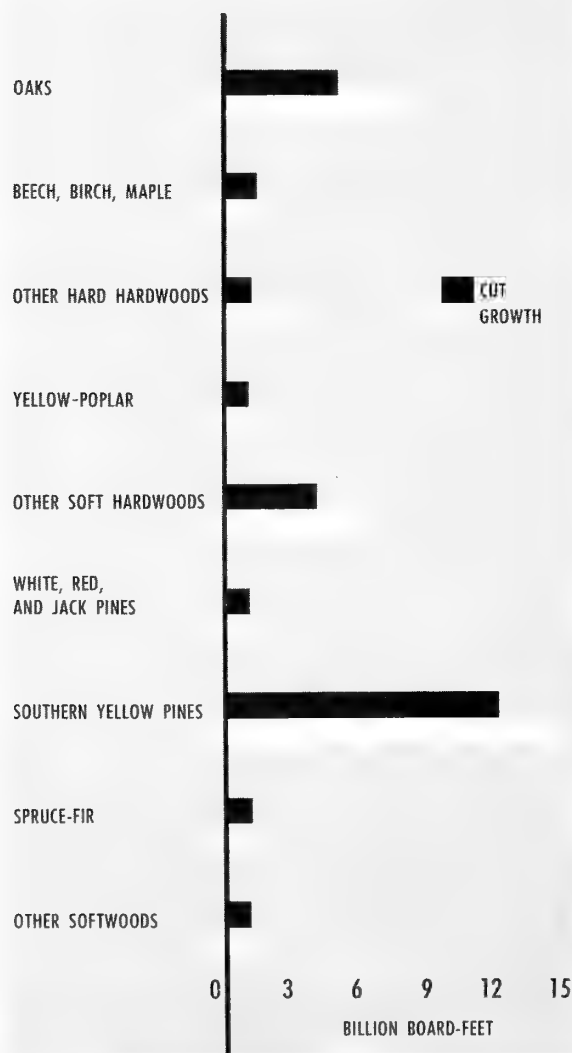 OAKS
BEECH, BIRCH, MAPLE
OTHER HARD HARDWOODS
CUT
GROWTH
YELLOW-POPLAR
OTHER SOFT HARDWOODS
WHITE, RED,
AND JACK PINES
SOUTHERN YELLOW PINES
SPRUCE-FIR
OTHER SOFTWOODS
0 3 6 9 12 15
BILLION BOARD-FEET